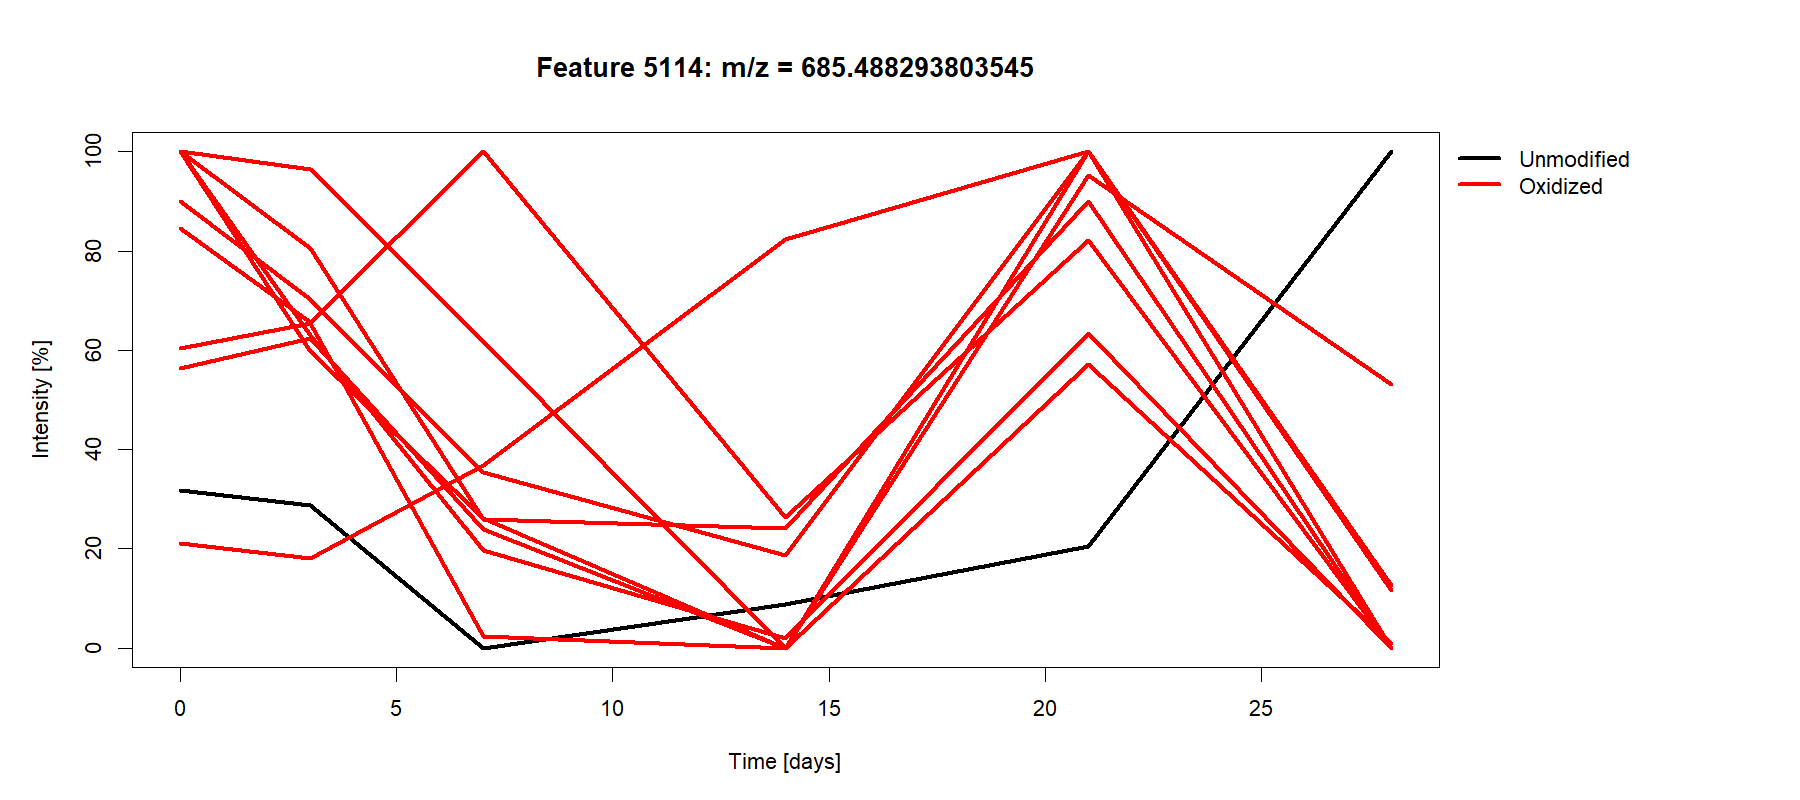 Feature 5114: m/z = 685.488293803545
Unmodified
Oxidized
Intensity [%]
100
80
60
40
20
0
0 5 10 15 20 25
Time [days]